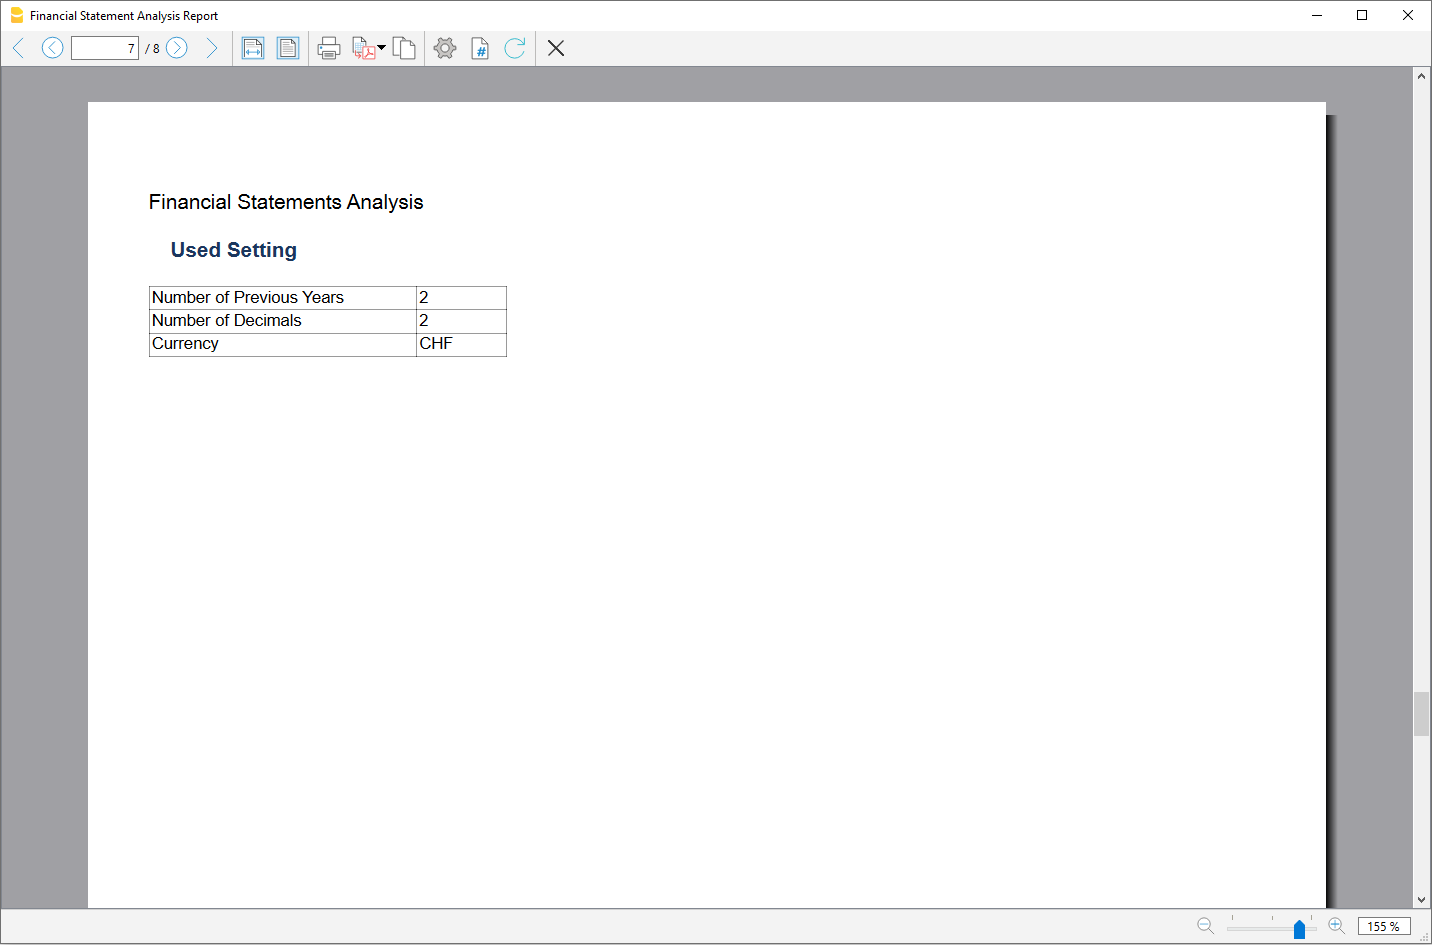 Financial Statement Analysis Report
7 / 8
#
Financial Statements Analysis
Used Setting
Number of Previous Years 2
Number of Decimals 2
Currency CHF
155 %